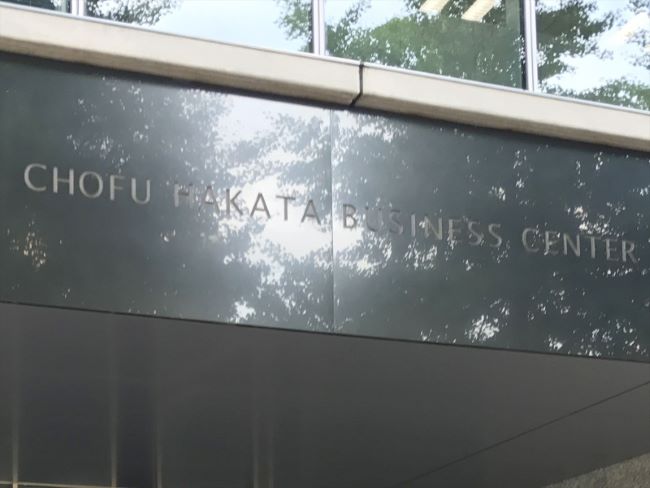 CHOFU HAKATA BUSINESS CENTER